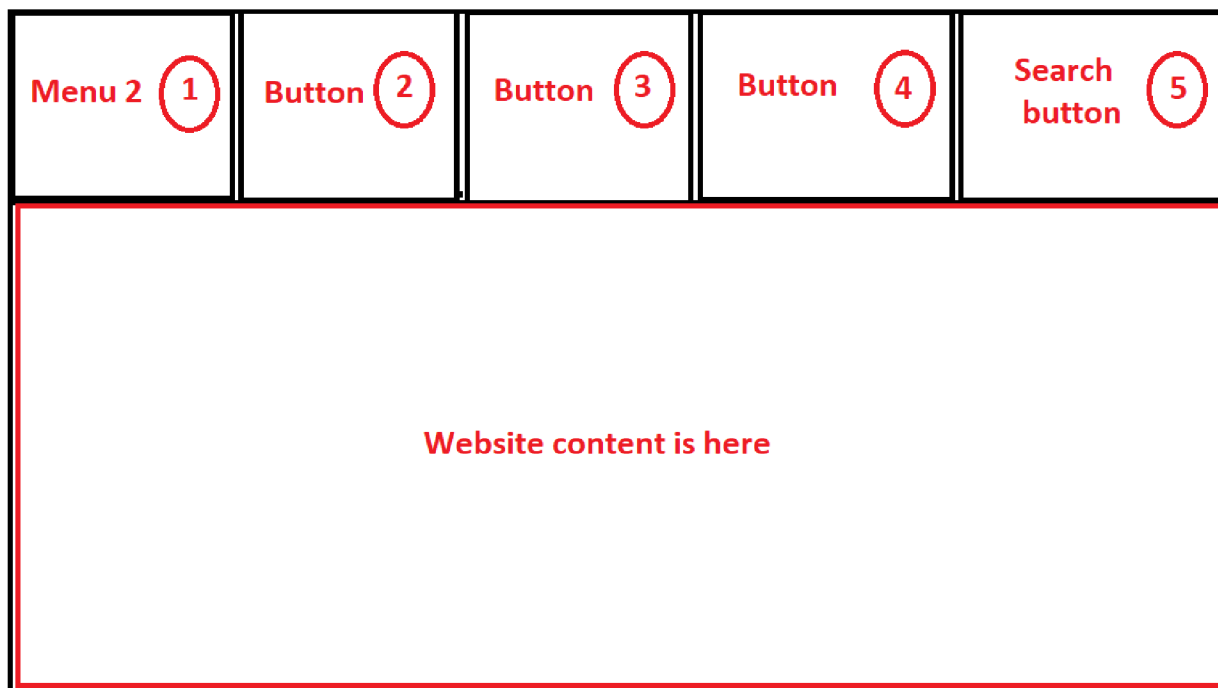 Menu 2 1
Button 2
Button 3
Button 4
Search
button 5
Website content is here